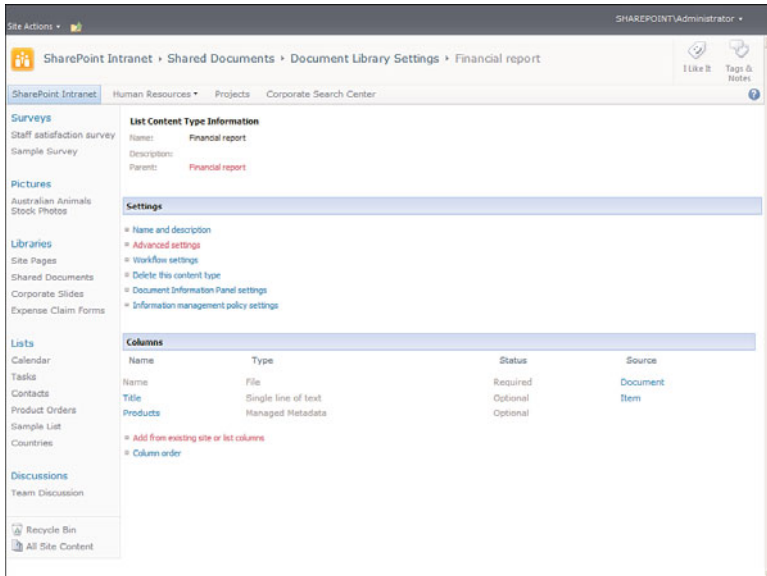 Site Actions
SHAREPOINT\Administrator
SharePoint Intranet › Shared Documents › Document Library Settings › Financial report
I Like It
Tags & Notes
SharePoint Intranet Human Resources Projects Corporate Search Center
Surveys
Staff satisfaction survey
Sample Survey
Pictures
Australian Animals
Stock Photos
Libraries
Site Pages
Shared Documents
Corporate Slides
Expense Claim Forms
Lists
Calendar
Tasks
Contacts
Product Orders
Sample List
Countries
Discussions
Team Discussion
Recycle Bin
All Site Content
List Content Type Information
Name: Financial report
Description:
Parent: Financial report
Settings
Name and description
Advanced settings
Workflow settings
Delete this content type
Document Information Panel settings
Information management policy settings
Columns
Name Type Status Source
Name File Required Document
Title Single line of text Optional Item
Products Managed Metadata Optional
Add from existing site or list columns
Column order